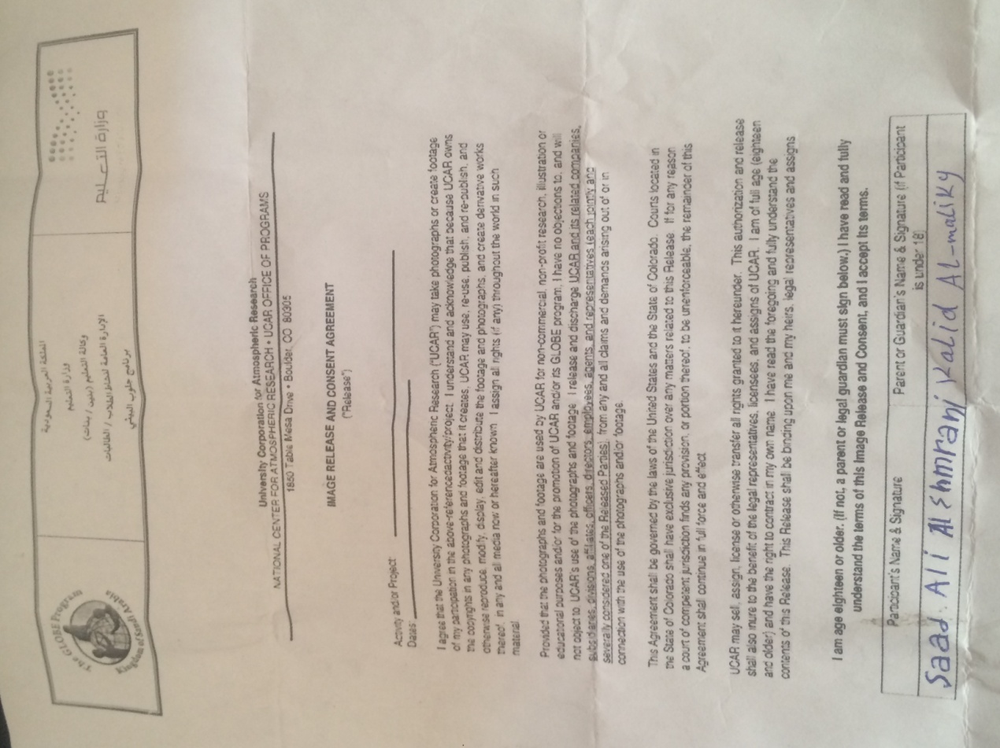 The GLOBE Program
Kingdom of Saudi Arabia
المملكة العربية السعودية
وزارة التعليم
وكالة التعليم (بنين / بنات)
الإدارة العامة لنشاط الطلاب / الطالبات
برنامج جلوب البيئي
وزارة التعليم
University Corporation for Atmospheric Research
NATIONAL CENTER FOR ATMOSPHERIC RESEARCH • UCAR OFFICE OF PROGRAMS
1850 Table Mesa Drive • Boulder, CO 80305
IMAGE RELEASE AND CONSENT AGREEMENT
("Release")
Activity and/or Project
Dates:
I agree that the University Corporation for Atmospheric Research ("UCAR") may take photographs or create footage
of my participation in the above-referencedactivity/project. I understand and acknowledge that because UCAR owns
the copyrights in any photographs and footage that it creates, UCAR may use, re-use, publish, and re-publish, and
otherwise reproduce, modify, display, edit and distribute the footage and photographs, and create derivative works
thereof, in any and all media now or hereafter known. I assign all rights (if any) throughout the world in such
material.
Provided that the photographs and footage are used by UCAR for non-commercial, non-profit research, illustration or
educational purposes and/or for the promotion of UCAR and/or its GLOBE program, I have no objections to, and will
not object to, UCAR's use of the photographs and footage. I release and discharge UCAR and its related companies,
subsidiaries, divisions, affiliates, officers, directors, employees, agents, and representatives (each jointly and
severally considered one of the Released Parties), from any and all claims and demands arising out of or in
connection with the use of the photographs and/or footage.
This Agreement shall be governed by the laws of the United States and the State of Colorado. Courts located in
the State of Colorado shall have exclusive jurisdiction over any matters related to this Release. If for any reason
a court of competent jurisdiction finds any provision, or portion thereof, to be unenforceable, the remainder of this
Agreement shall continue in full force and effect
UCAR may sell, assign, license or otherwise transfer all rights granted to it hereunder. This authorization and release
shall also inure to the benefit of the legal representatives, licensees, and assigns of UCAR. I am of full age (eighteen
and older) and have the right to contract in my own name. I have read the foregoing and fully understand the
contents of this Release. This Release shall be binding upon me and my heirs, legal representatives and assigns
I am age eighteen or older. (If not, a parent or legal guardian must sign below.) I have read and fully
understand the terms of this Image Release and Consent, and I accept its terms.
Participant's Name & Signature
Parent or Guardian's Name & Signature (if Participant
is under 18)
Saad. Ali Al shmrani
Kalid AL-maliky